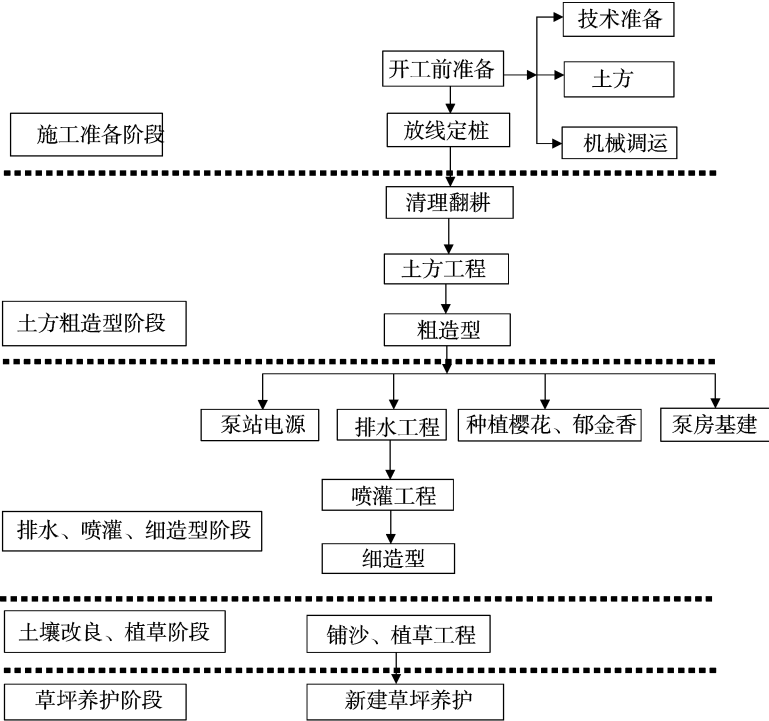 技术准备
开工前准备
土方
施工准备阶段
放线定桩
机械调运
清理翻耕
土方工程
土方粗造型阶段
粗造型
泵站电源
排水工程
种植樱花、郁金香
泵房基建
喷灌工程
排水、喷灌、细造型阶段
细造型
土壤改良、植草阶段
铺沙、植草工程
草坪养护阶段
新建草坪养护